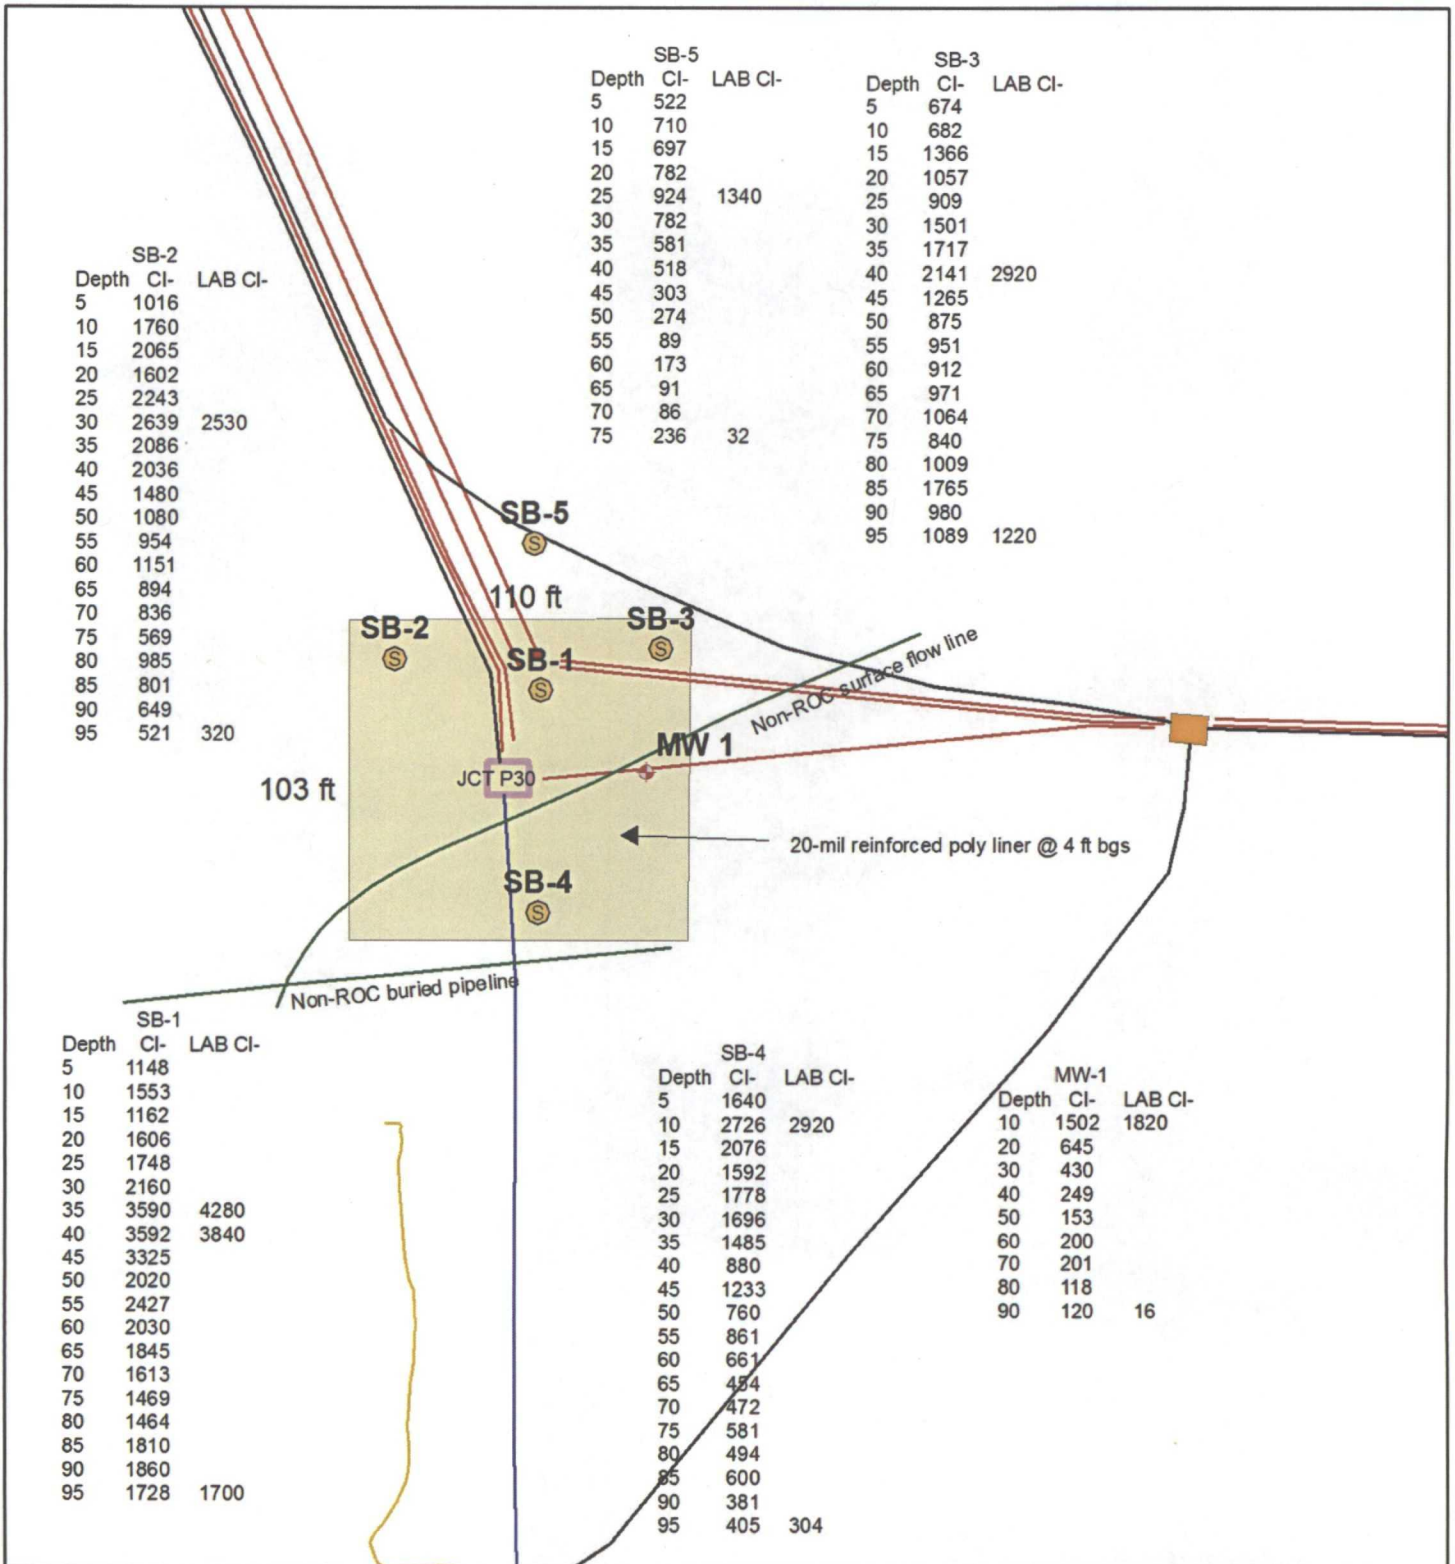 SB-5
Depth Cl- LAB Cl-
5 522
10 710
15 697
20 782
25 924 1340
30 782
35 581
40 518
45 303
50 274
55 89
60 173
65 91
70 86
75 236 32
SB-3
Depth Cl- LAB Cl-
5 674
10 682
15 1366
20 1057
25 909
30 1501
35 1717
40 2141 2920
45 1265
50 875
55 951
60 912
65 971
70 1064
75 840
80 1009
85 1765
90 980
95 1089 1220
SB-2
Depth Cl- LAB Cl-
5 1016
10 1760
15 2065
20 1602
25 2243
30 2639 2530
35 2086
40 2036
45 1480
50 1080
55 954
60 1151
65 894
70 836
75 569
80 985
85 801
90 649
95 521 320
SB-5
S
110 ft
SB-2
S
SB-3
S
SB-1
S
Non-ROC surface flow line
MW 1
JCT P30
103 ft
20-mil reinforced poly liner @ 4 ft bgs
SB-4
S
Non-ROC buried pipeline
SB-1
Depth Cl- LAB Cl-
5 1148
10 1553
15 1162
20 1606
25 1748
30 2160
35 3590 4280
40 3592 3840
45 3325
50 2020
55 2427
60 2030
65 1845
70 1613
75 1469
80 1464
85 1810
90 1860
95 1728 1700
SB-4
Depth Cl- LAB Cl-
5 1640
10 2726 2920
15 2076
20 1592
25 1778
30 1696
35 1485
40 880
45 1233
50 760
55 861
60 661
65 454
70 472
75 581
80 494
85 600
90 381
95 405 304
MW-1
Depth Cl- LAB Cl-
10 1502 1820
20 645
30 430
40 249
50 153
60 200
70 201
80 118
90 120 16